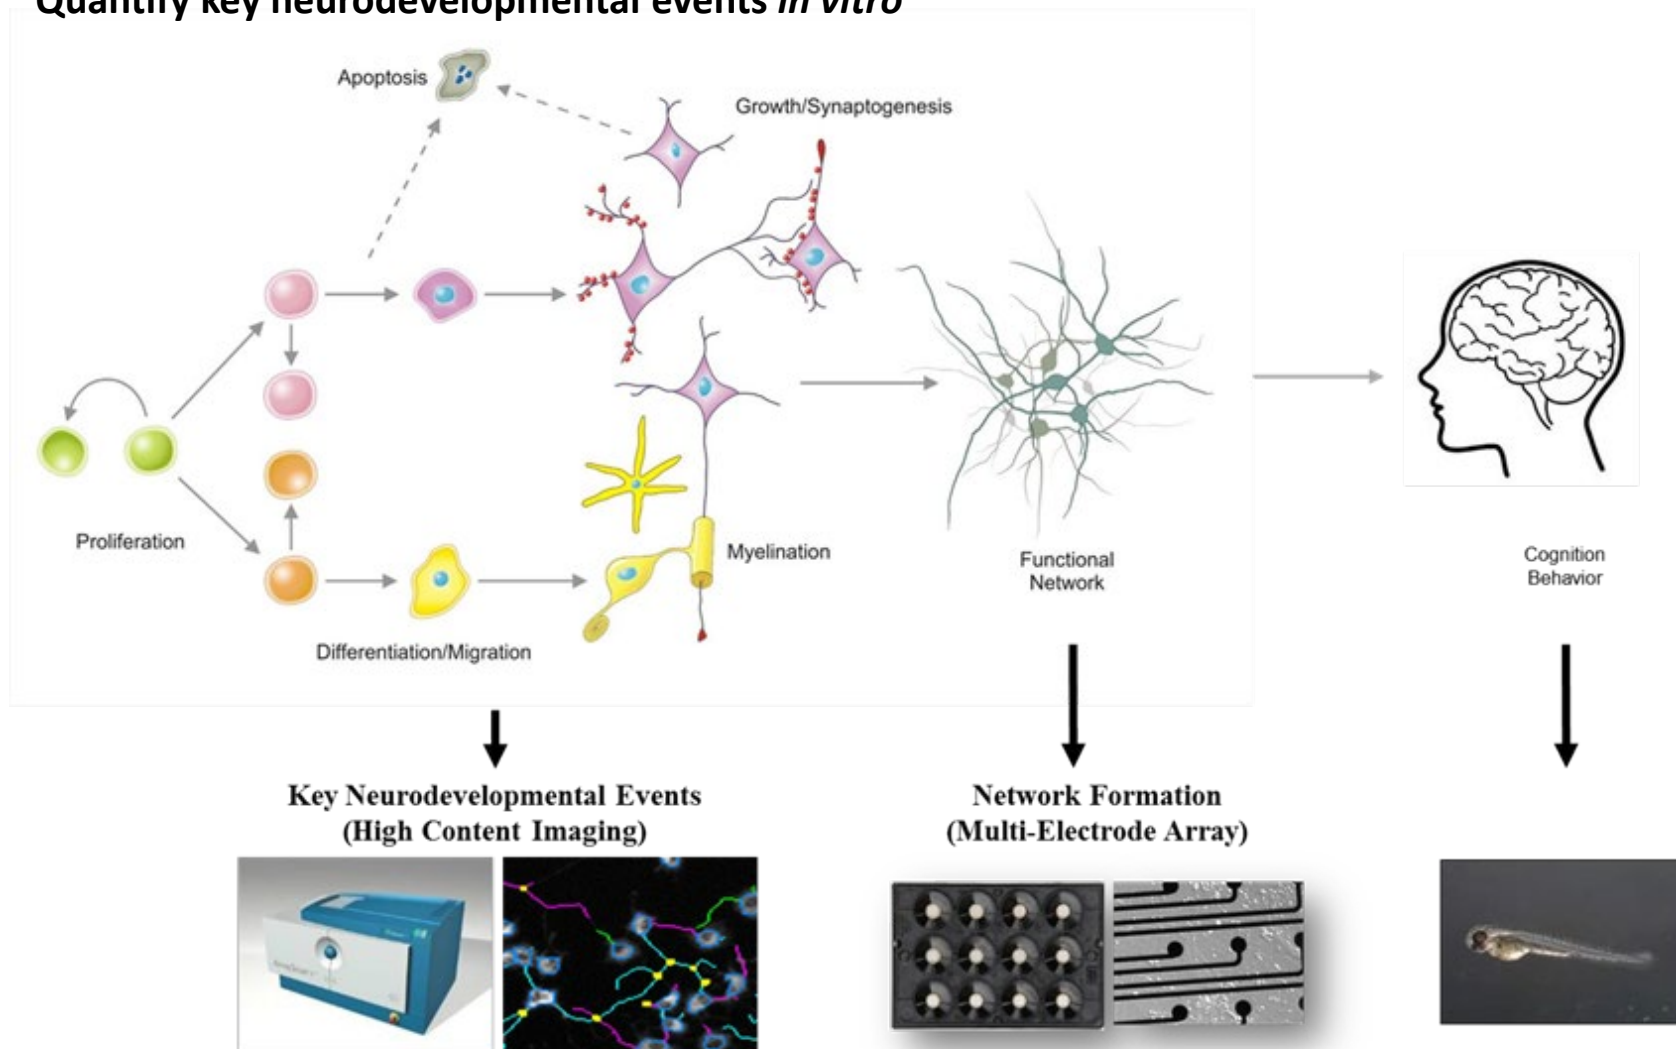 Quantify key neurodevelopmental events in vitro
Apoptosis
Growth/Synaptogenesis
Proliferation
Myelination
Differentiation/Migration
Functional
Network
Cognition
Behavior
Key Neurodevelopmental Events
(High Content Imaging)
Network Formation
(Multi-Electrode Array)